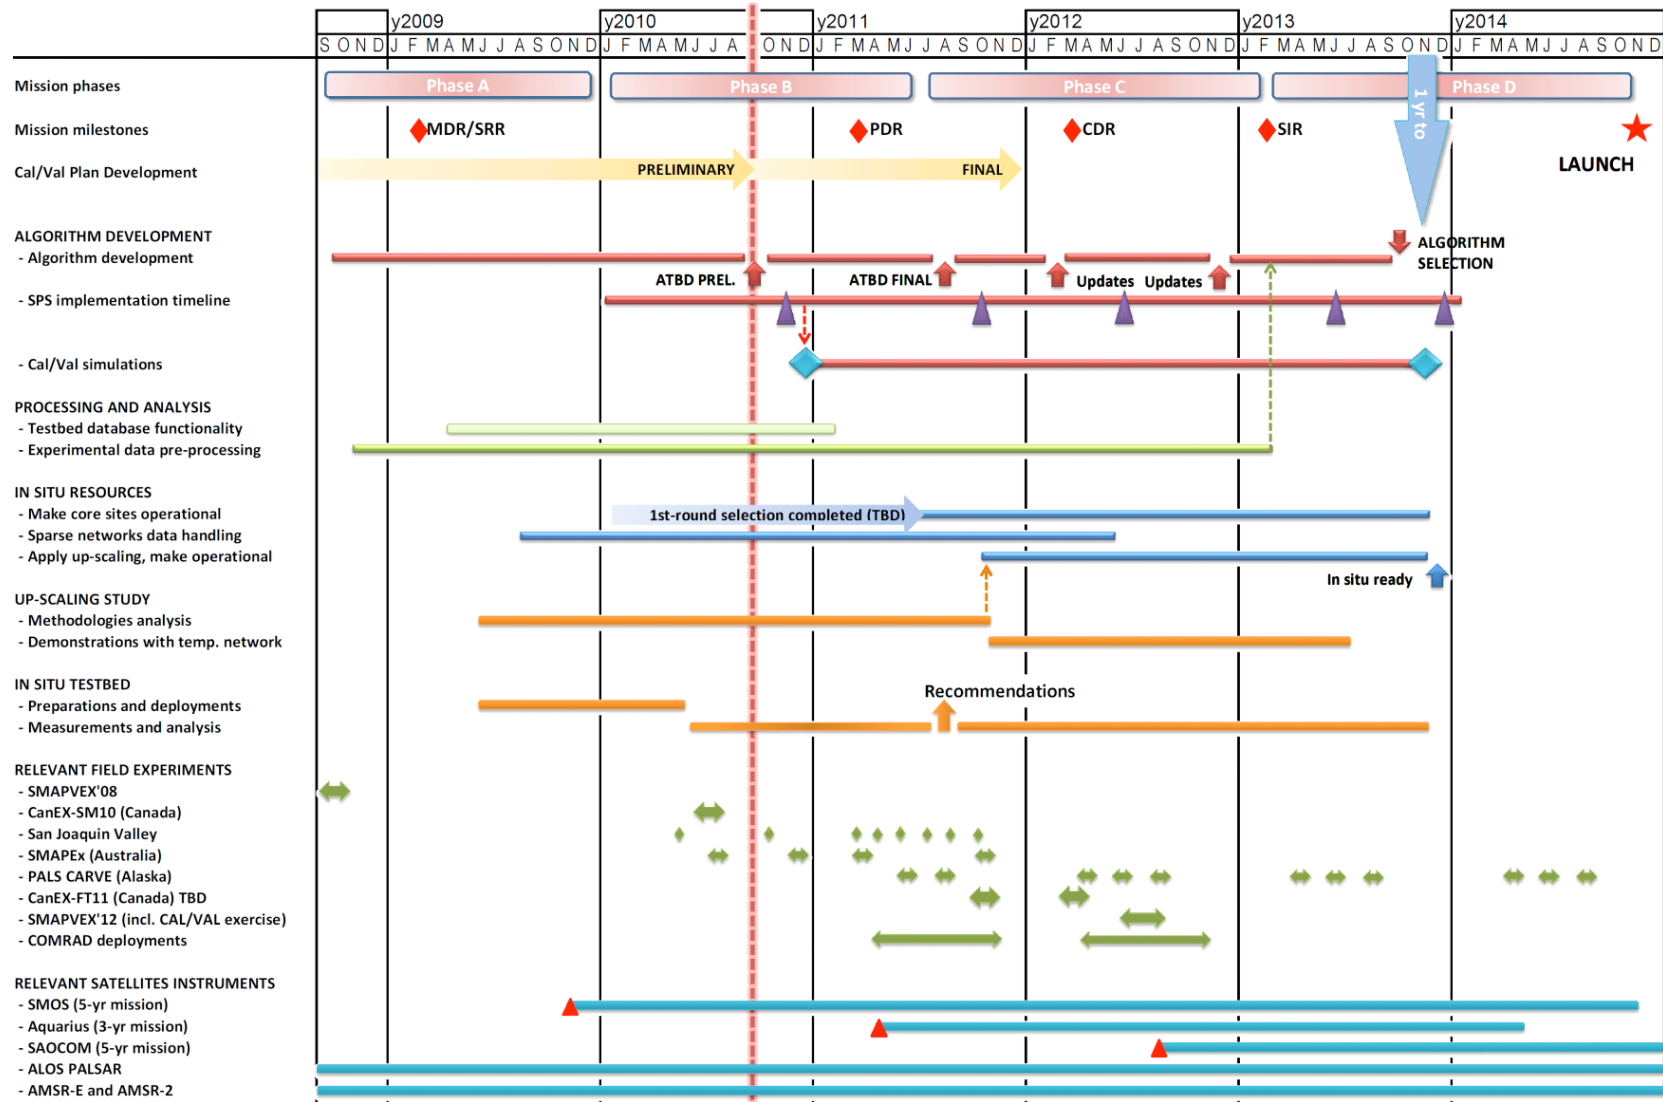 y2009 y2010 y2011 y2012 y2013 y2014
S O N D J F M A M J J A S O N D J F M A M J J A O N D J F M A M J J A S O N D J F M A M J J A S O N D J F M A M J J A S O N D J F M A M J J A S O N D
Mission phases Phase A Phase B Phase C Phase D
1 yr to
Mission milestones MDR/SRR PDR CDR SIR
LAUNCH
Cal/Val Plan Development PRELIMINARY FINAL
ALGORITHM DEVELOPMENT
- Algorithm development
ALGORITHM
SELECTION
ATBD PREL. ATBD FINAL Updates Updates
- SPS implementation timeline
- Cal/Val simulations
PROCESSING AND ANALYSIS
- Testbed database functionality
- Experimental data pre-processing
IN SITU RESOURCES
- Make core sites operational 1st-round selection completed (TBD)
- Sparse networks data handling
- Apply up-scaling, make operational
In situ ready
UP-SCALING STUDY
- Methodologies analysis
- Demonstrations with temp. network
IN SITU TESTBED
Recommendations
- Preparations and deployments
- Measurements and analysis
RELEVANT FIELD EXPERIMENTS
- SMAPVEX'08
- CanEX-SM10 (Canada)
- San Joaquin Valley
- SMAPEx (Australia)
- PALS CARVE (Alaska)
- CanEX-FT11 (Canada) TBD
- SMAPVEX'12 (incl. CAL/VAL exercise)
- COMRAD deployments
RELEVANT SATELLITES INSTRUMENTS
- SMOS (5-yr mission)
- Aquarius (3-yr mission)
- SAOCOM (5-yr mission)
- ALOS PALSAR
- AMSR-E and AMSR-2